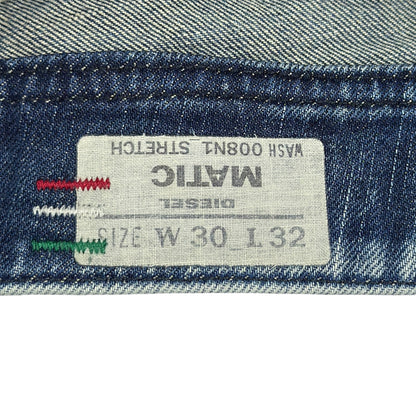 WASH 008N1 STRETCH
MATIC
DIESEL
SIZE W 30 L 32